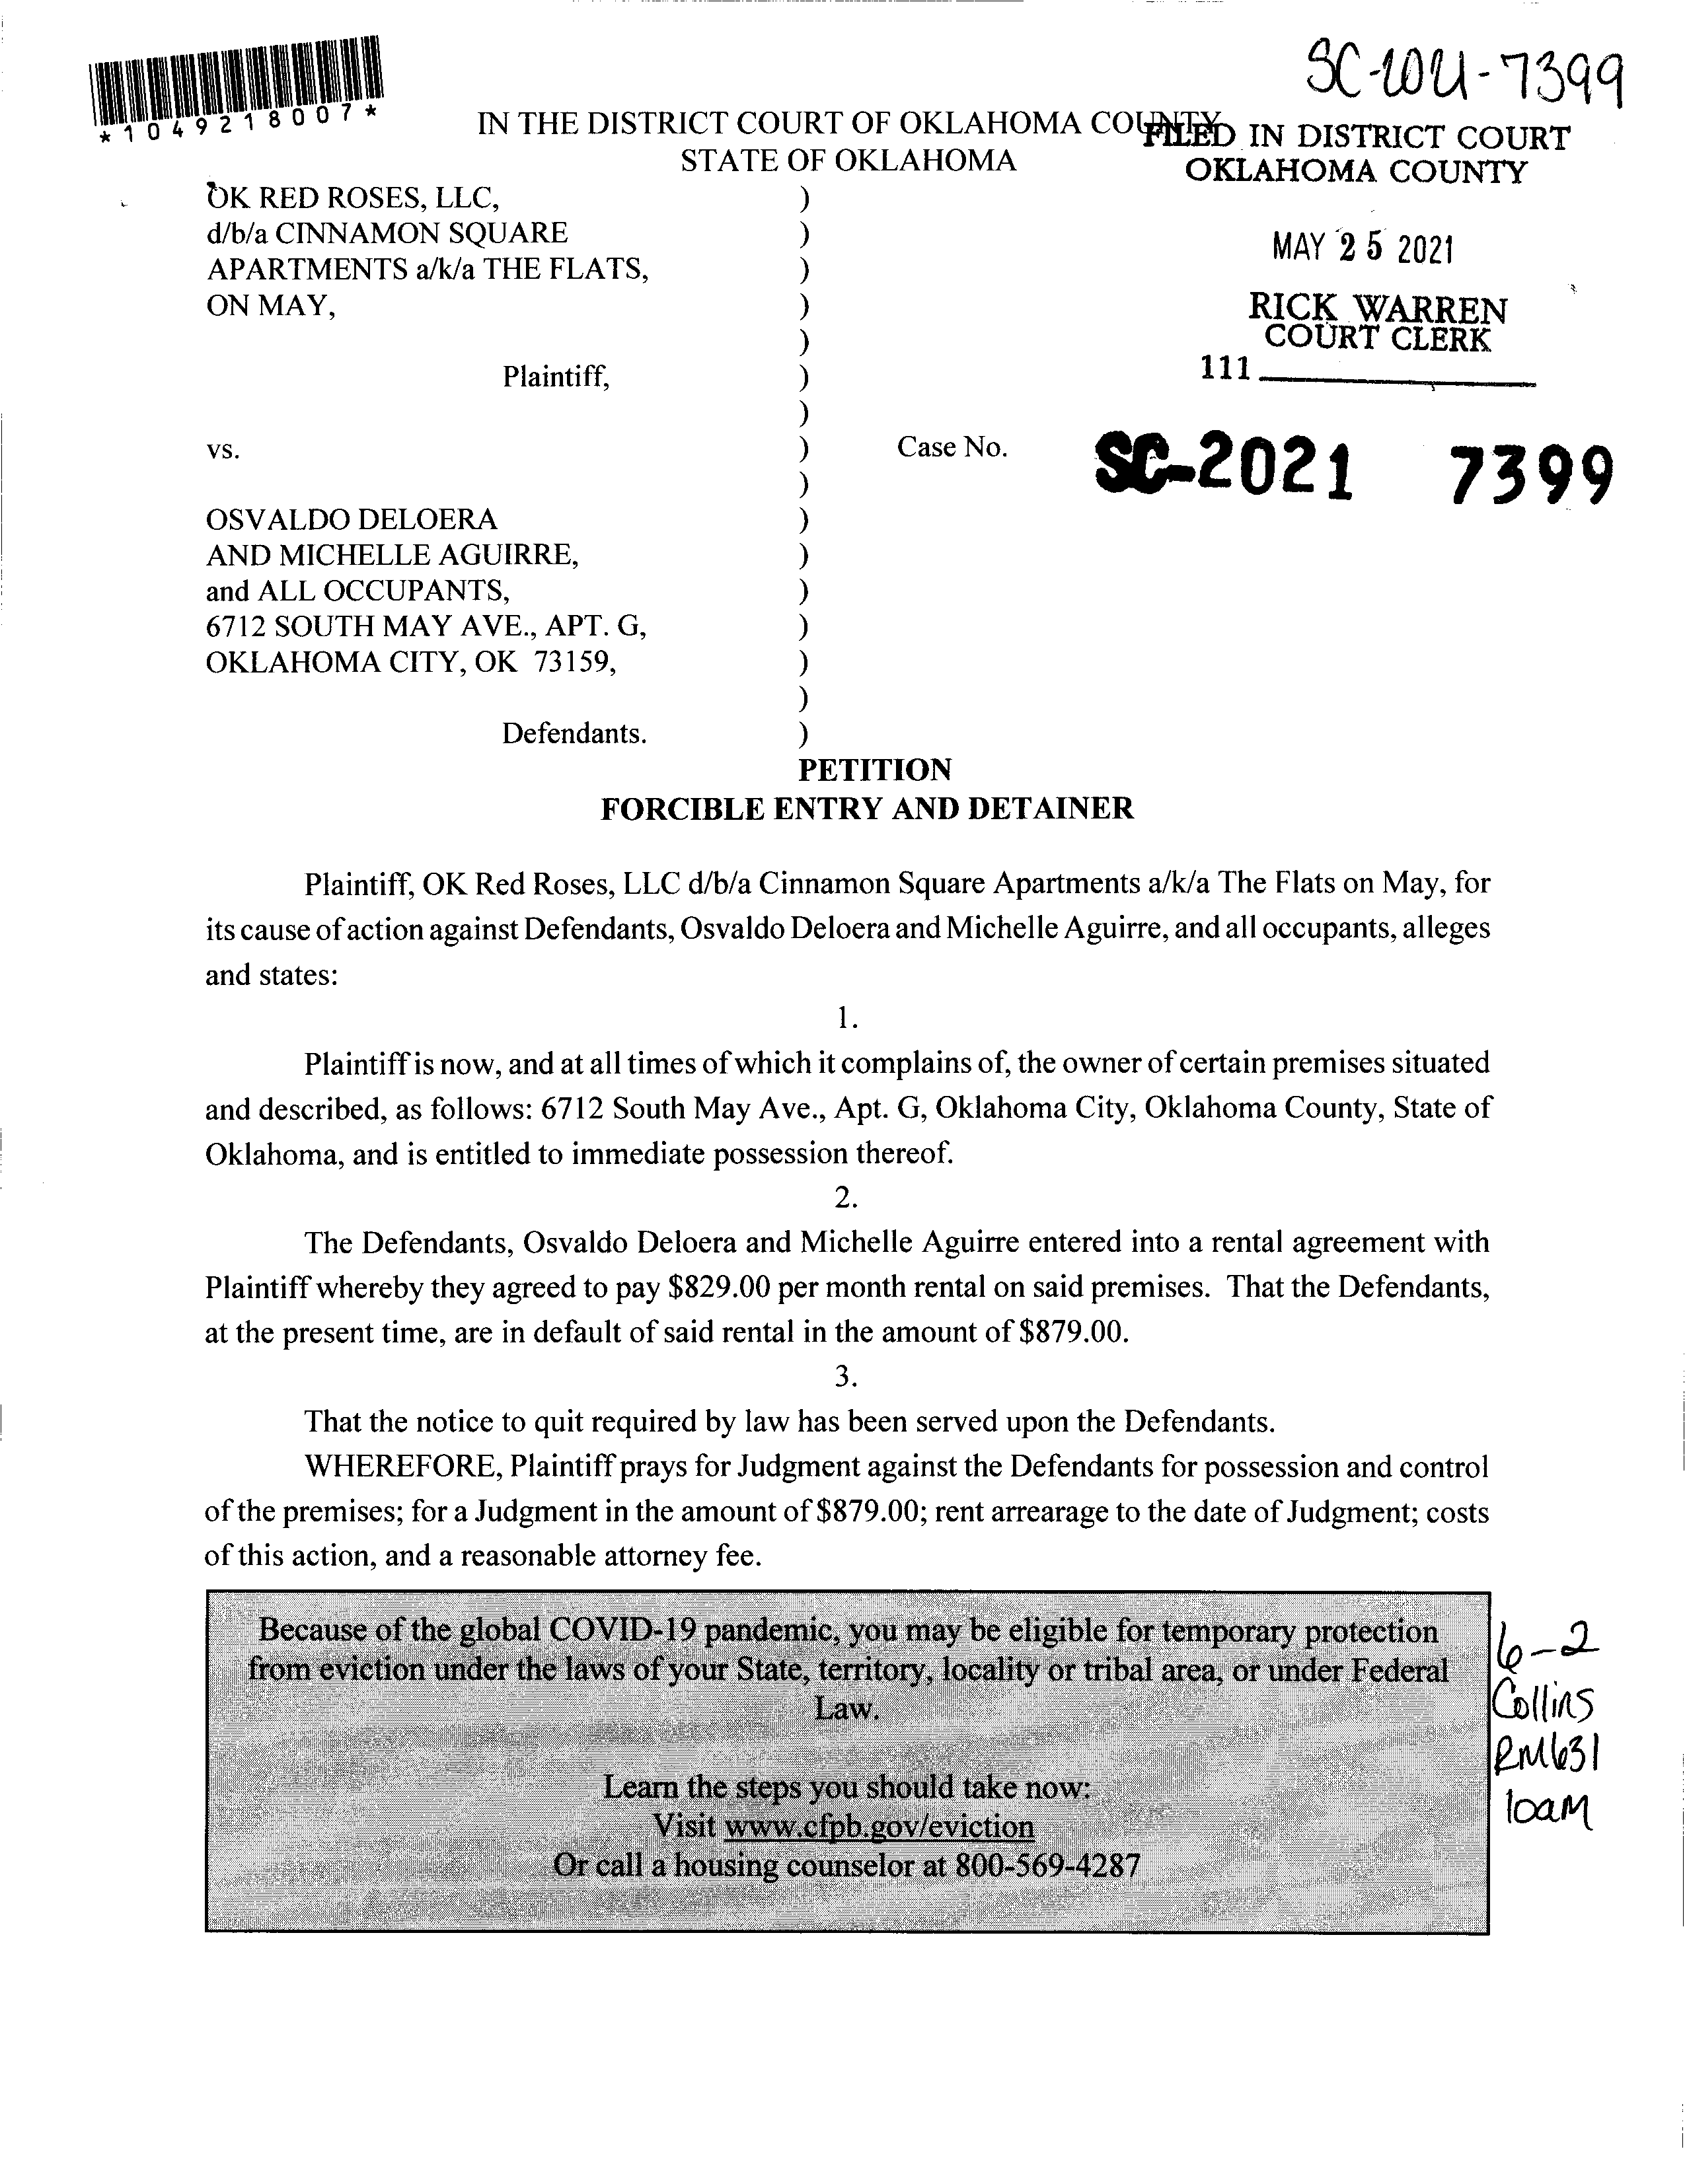 SC-2021-7399
*1049218007*
IN THE DISTRICT COURT OF OKLAHOMA COUNTY
STATE OF OKLAHOMA
FILED IN DISTRICT COURT
OKLAHOMA COUNTY
MAY 25 2021
RICK WARREN
COURT CLERK
111
OK RED ROSES, LLC, )
d/b/a CINNAMON SQUARE )
APARTMENTS a/k/a THE FLATS, )
ON MAY, )
)
Plaintiff, )
)
vs. ) Case No. SC-2021 7399
)
OSVALDO DELOERA )
AND MICHELLE AGUIRRE, )
and ALL OCCUPANTS, )
6712 SOUTH MAY AVE., APT. G, )
OKLAHOMA CITY, OK 73159, )
)
Defendants. )
PETITION
FORCIBLE ENTRY AND DETAINER
Plaintiff, OK Red Roses, LLC d/b/a Cinnamon Square Apartments a/k/a The Flats on May, for
its cause of action against Defendants, Osvaldo Deloera and Michelle Aguirre, and all occupants, alleges
and states:
1.
Plaintiff is now, and at all times of which it complains of, the owner of certain premises situated
and described, as follows: 6712 South May Ave., Apt. G, Oklahoma City, Oklahoma County, State of
Oklahoma, and is entitled to immediate possession thereof.
2.
The Defendants, Osvaldo Deloera and Michelle Aguirre entered into a rental agreement with
Plaintiff whereby they agreed to pay $829.00 per month rental on said premises. That the Defendants,
at the present time, are in default of said rental in the amount of $879.00.
3.
That the notice to quit required by law has been served upon the Defendants.
WHEREFORE, Plaintiff prays for Judgment against the Defendants for possession and control
of the premises; for a Judgment in the amount of $879.00; rent arrearage to the date of Judgment; costs
of this action, and a reasonable attorney fee.
Because of the global COVID-19 pandemic, you may be eligible for temporary protection
from eviction under the laws of your State, territory, locality or tribal area, or under Federal
Law.
Learn the steps you should take now:
Visit www.cfpb.gov/eviction
Or call a housing counselor at 800-569-4287
6-2
Collins
RM631
10am